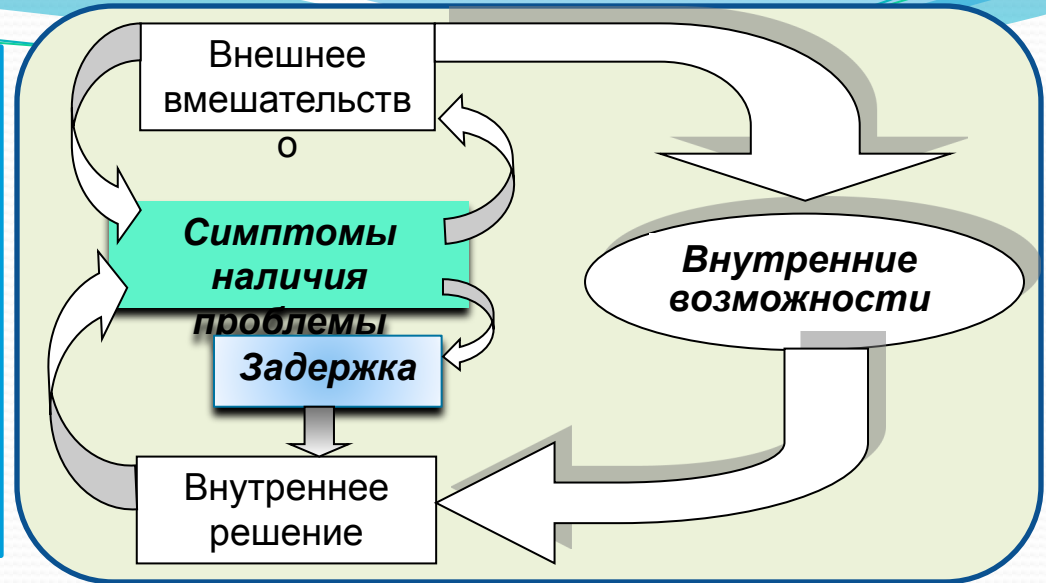 Внешнее
вмешательств
о
Симптомы
наличия
проблемы
Задержка
Внутреннее
решение
Внутренние
возможности